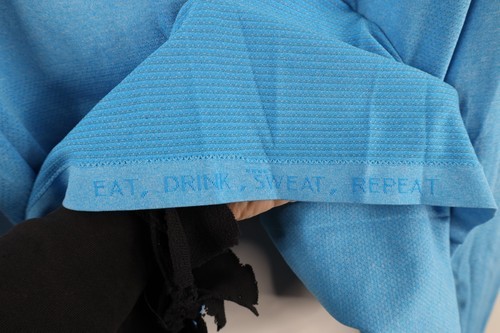 EAT, DRINK, SWEAT, REPEAT